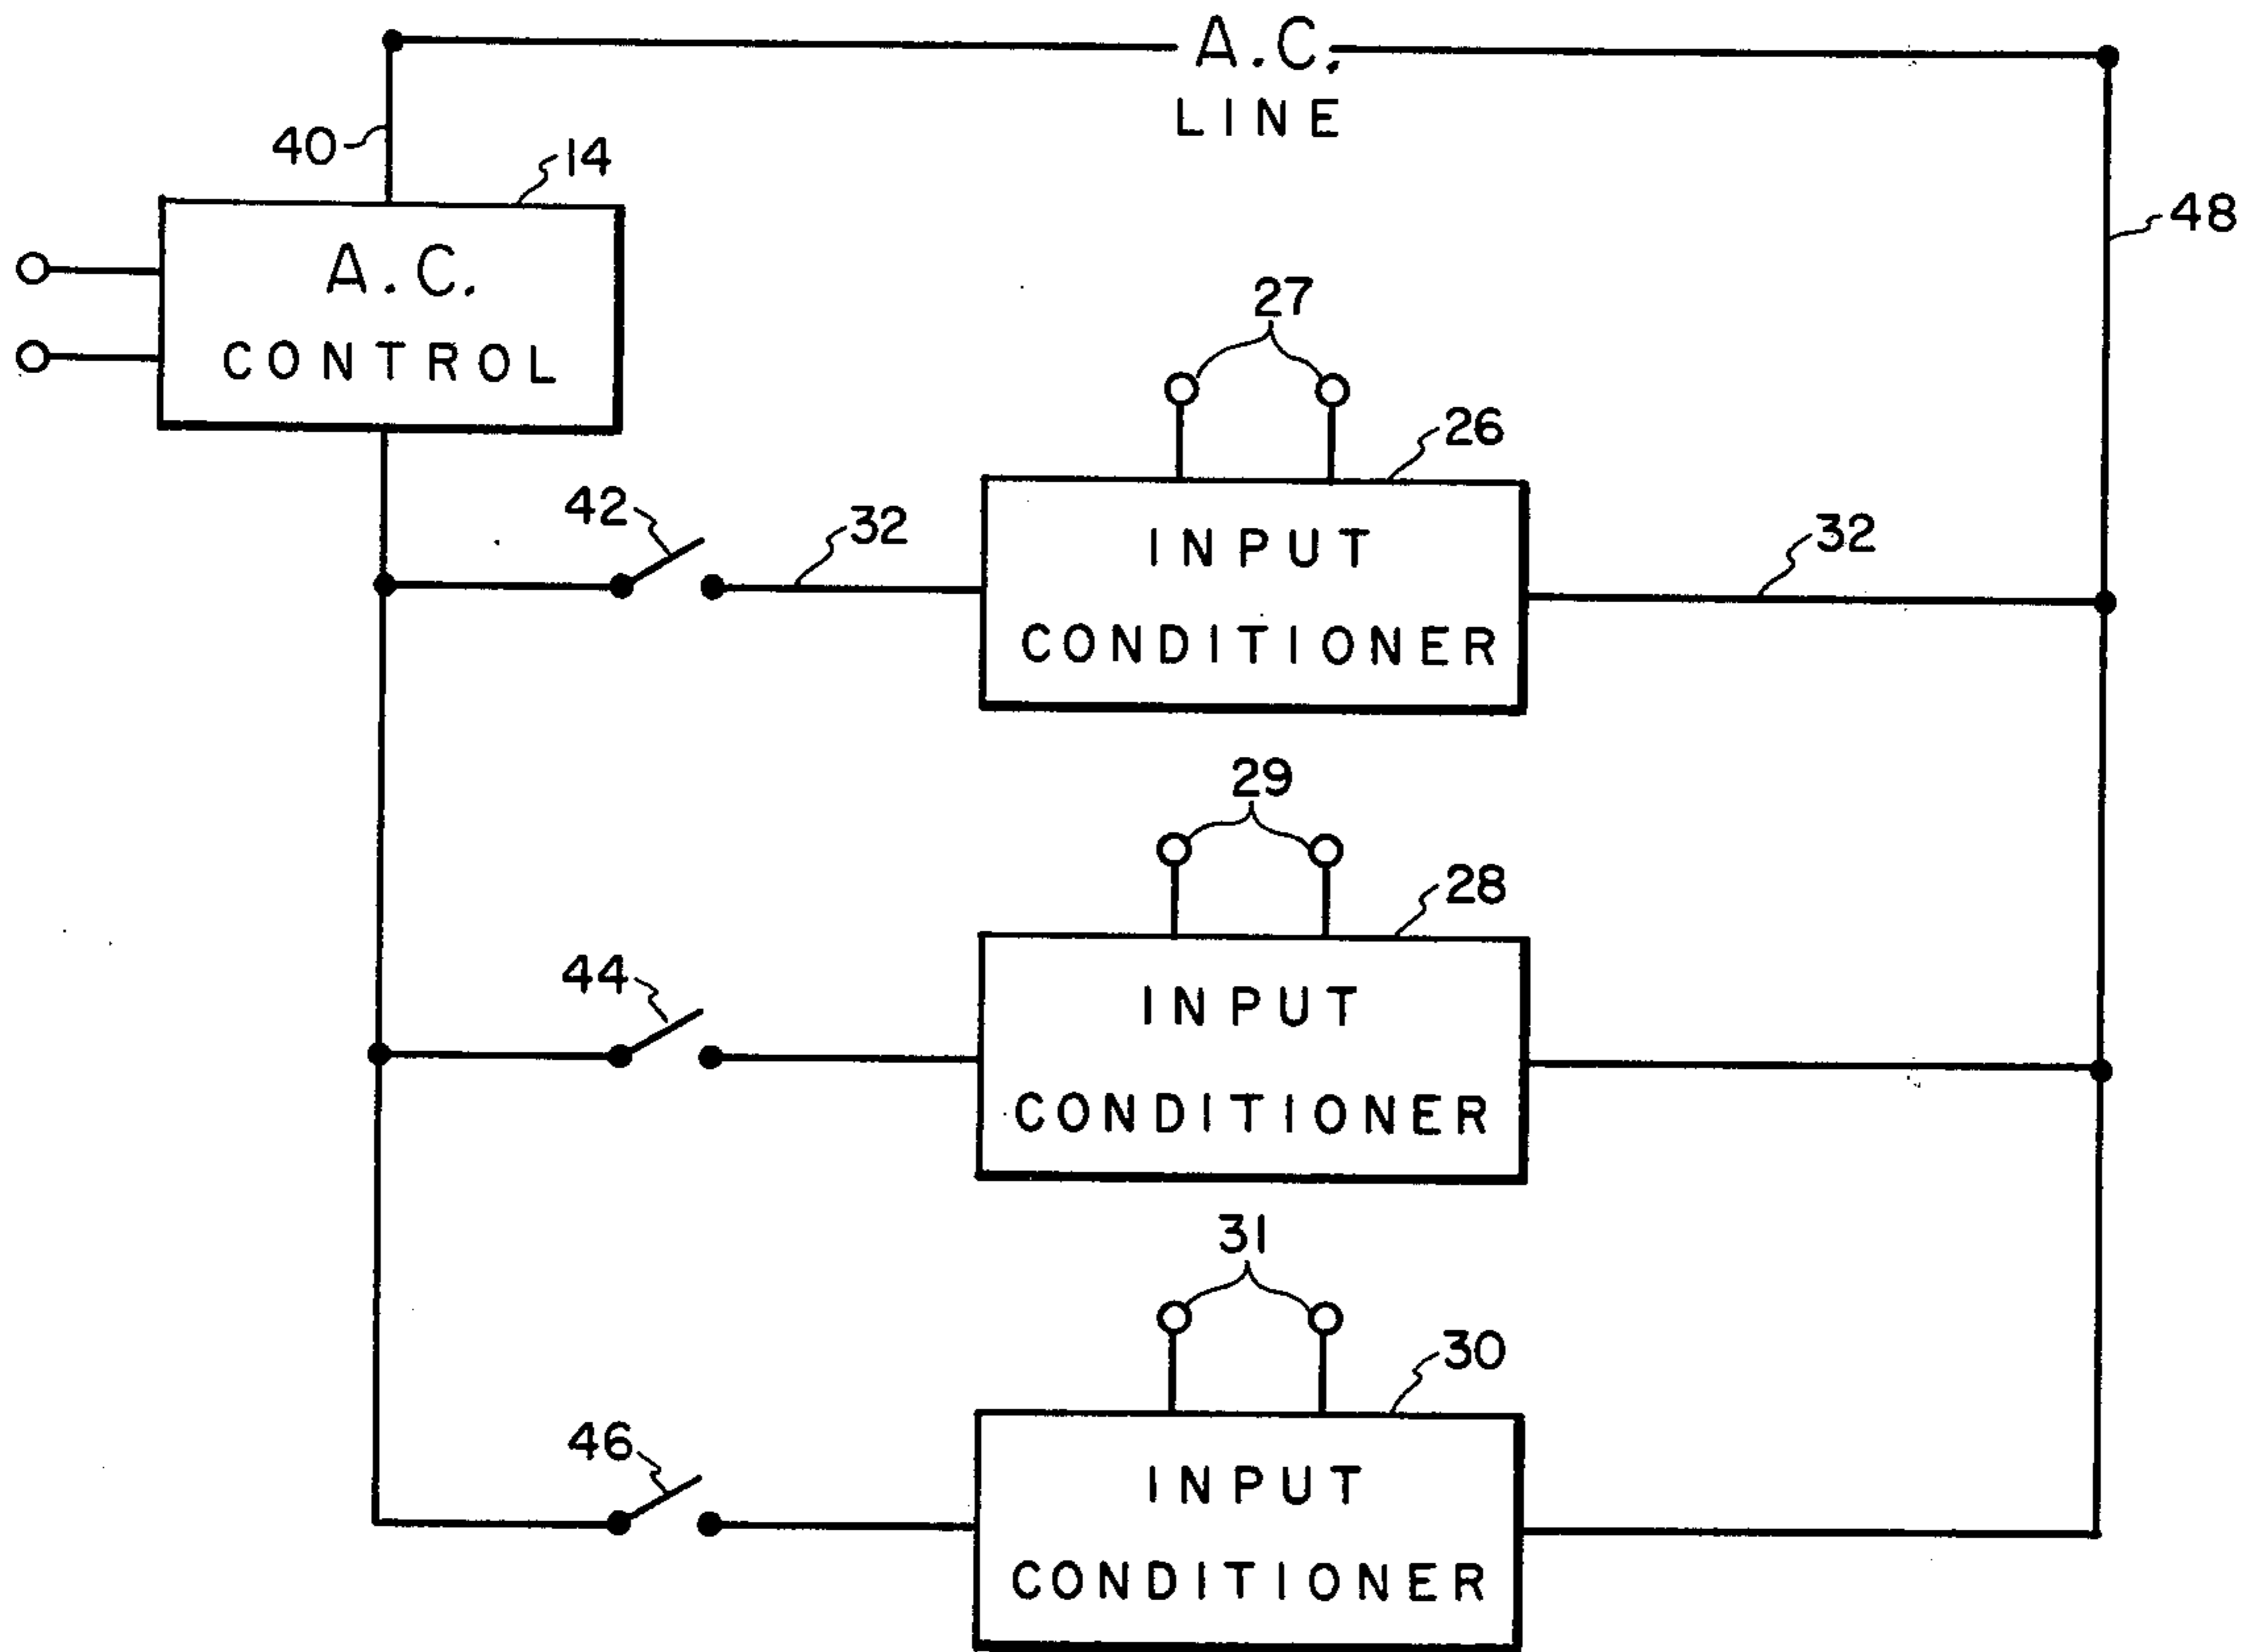 A.C.
LINE
40
14
48
A.C.
CONTROL
27
26
42
32
32
INPUT
CONDITIONER
29
28
44
INPUT
CONDITIONER
31
30
46
INPUT
CONDITIONER